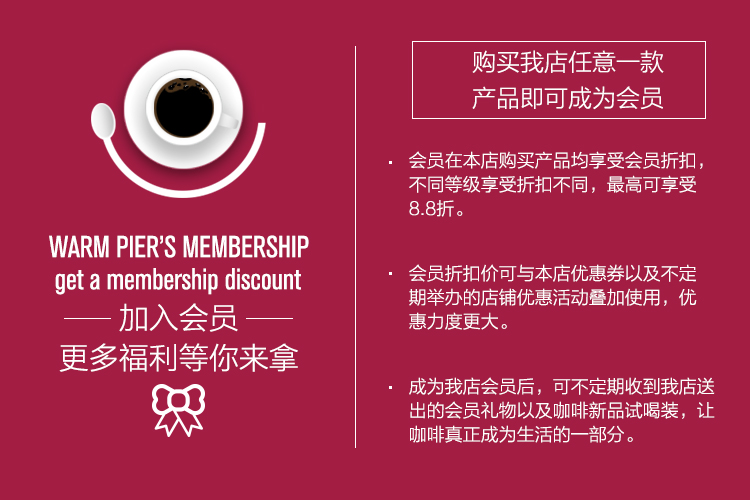 WARM PIER'S MEMBERSHIP
get a membership discount
加入会员
更多福利等你来拿
购买我店任意一款
产品即可成为会员
· 会员在本店购买产品均享受会员折扣，
不同等级享受折扣不同，最高可享受
8.8折。
· 会员折扣价可与本店优惠券以及不定
期举办的店铺优惠活动叠加使用，优
惠力度更大。
· 成为我店会员后，可不定期收到我店送
出的会员礼物以及咖啡新品试喝装，让
咖啡真正成为生活的一部分。